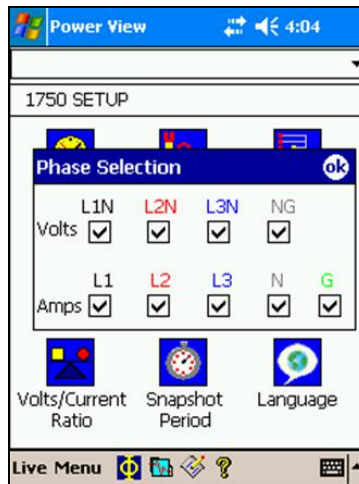 Power View 4:04
1750 SETUP
Phase Selection ok
L1N L2N L3N NG
Volts
L1 L2 L3 N G
Amps
Volts/Current Ratio
Snapshot Period
Language
Live Menu ?